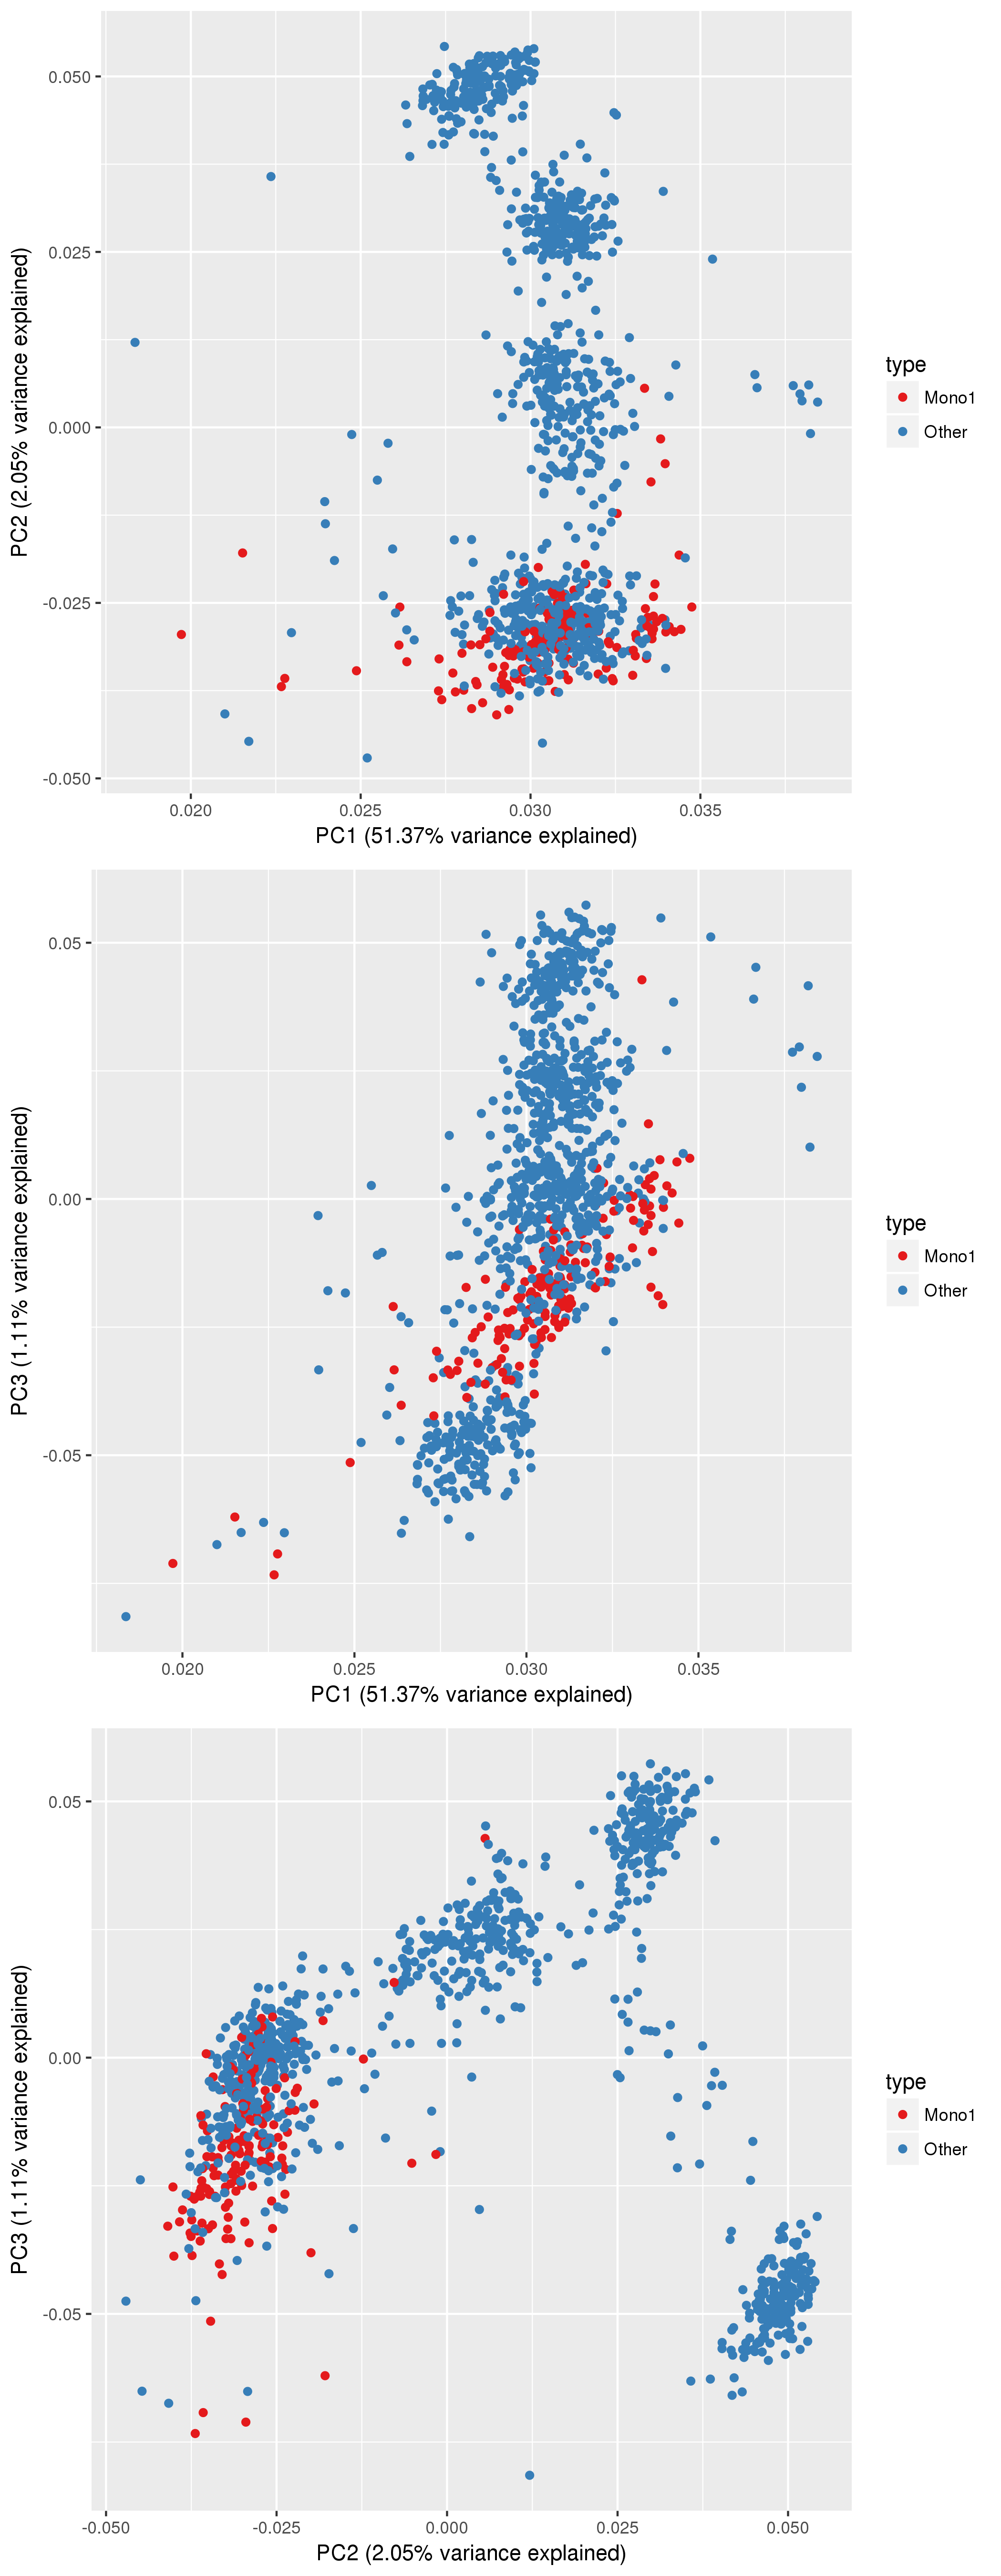 0.050
0.025
0.000
-0.025
-0.050
PC2 (2.05% variance explained)
0.020 0.025 0.030 0.035
PC1 (51.37% variance explained)
type
Mono1
Other
0.05
0.00
-0.05
PC3 (1.11% variance explained)
0.020 0.025 0.030 0.035
PC1 (51.37% variance explained)
type
Mono1
Other
0.05
0.00
-0.05
PC3 (1.11% variance explained)
-0.050 -0.025 0.000 0.025 0.050
PC2 (2.05% variance explained)
type
Mono1
Other